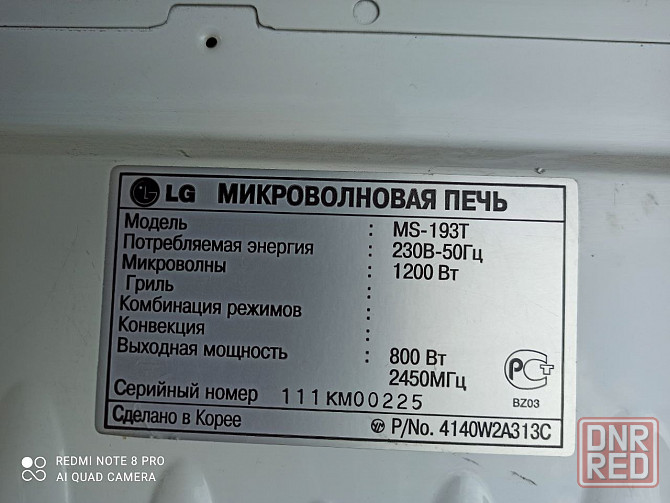 LG МИКРОВОЛНОВАЯ ПЕЧЬ
Модель : MS-193T
Потребляемая энергия : 230В-50Гц
Микроволны : 1200 Вт
Гриль :
Комбинация режимов :
Конвекция :
Выходная мощность : 800 Вт
2450МГц
Серийный номер 111KM00225
РСТ
BZ03
Сделано в Корее P/No. 4140W2A313C
REDMI NOTE 8 PRO
AI QUAD CAMERA
DNR
RED